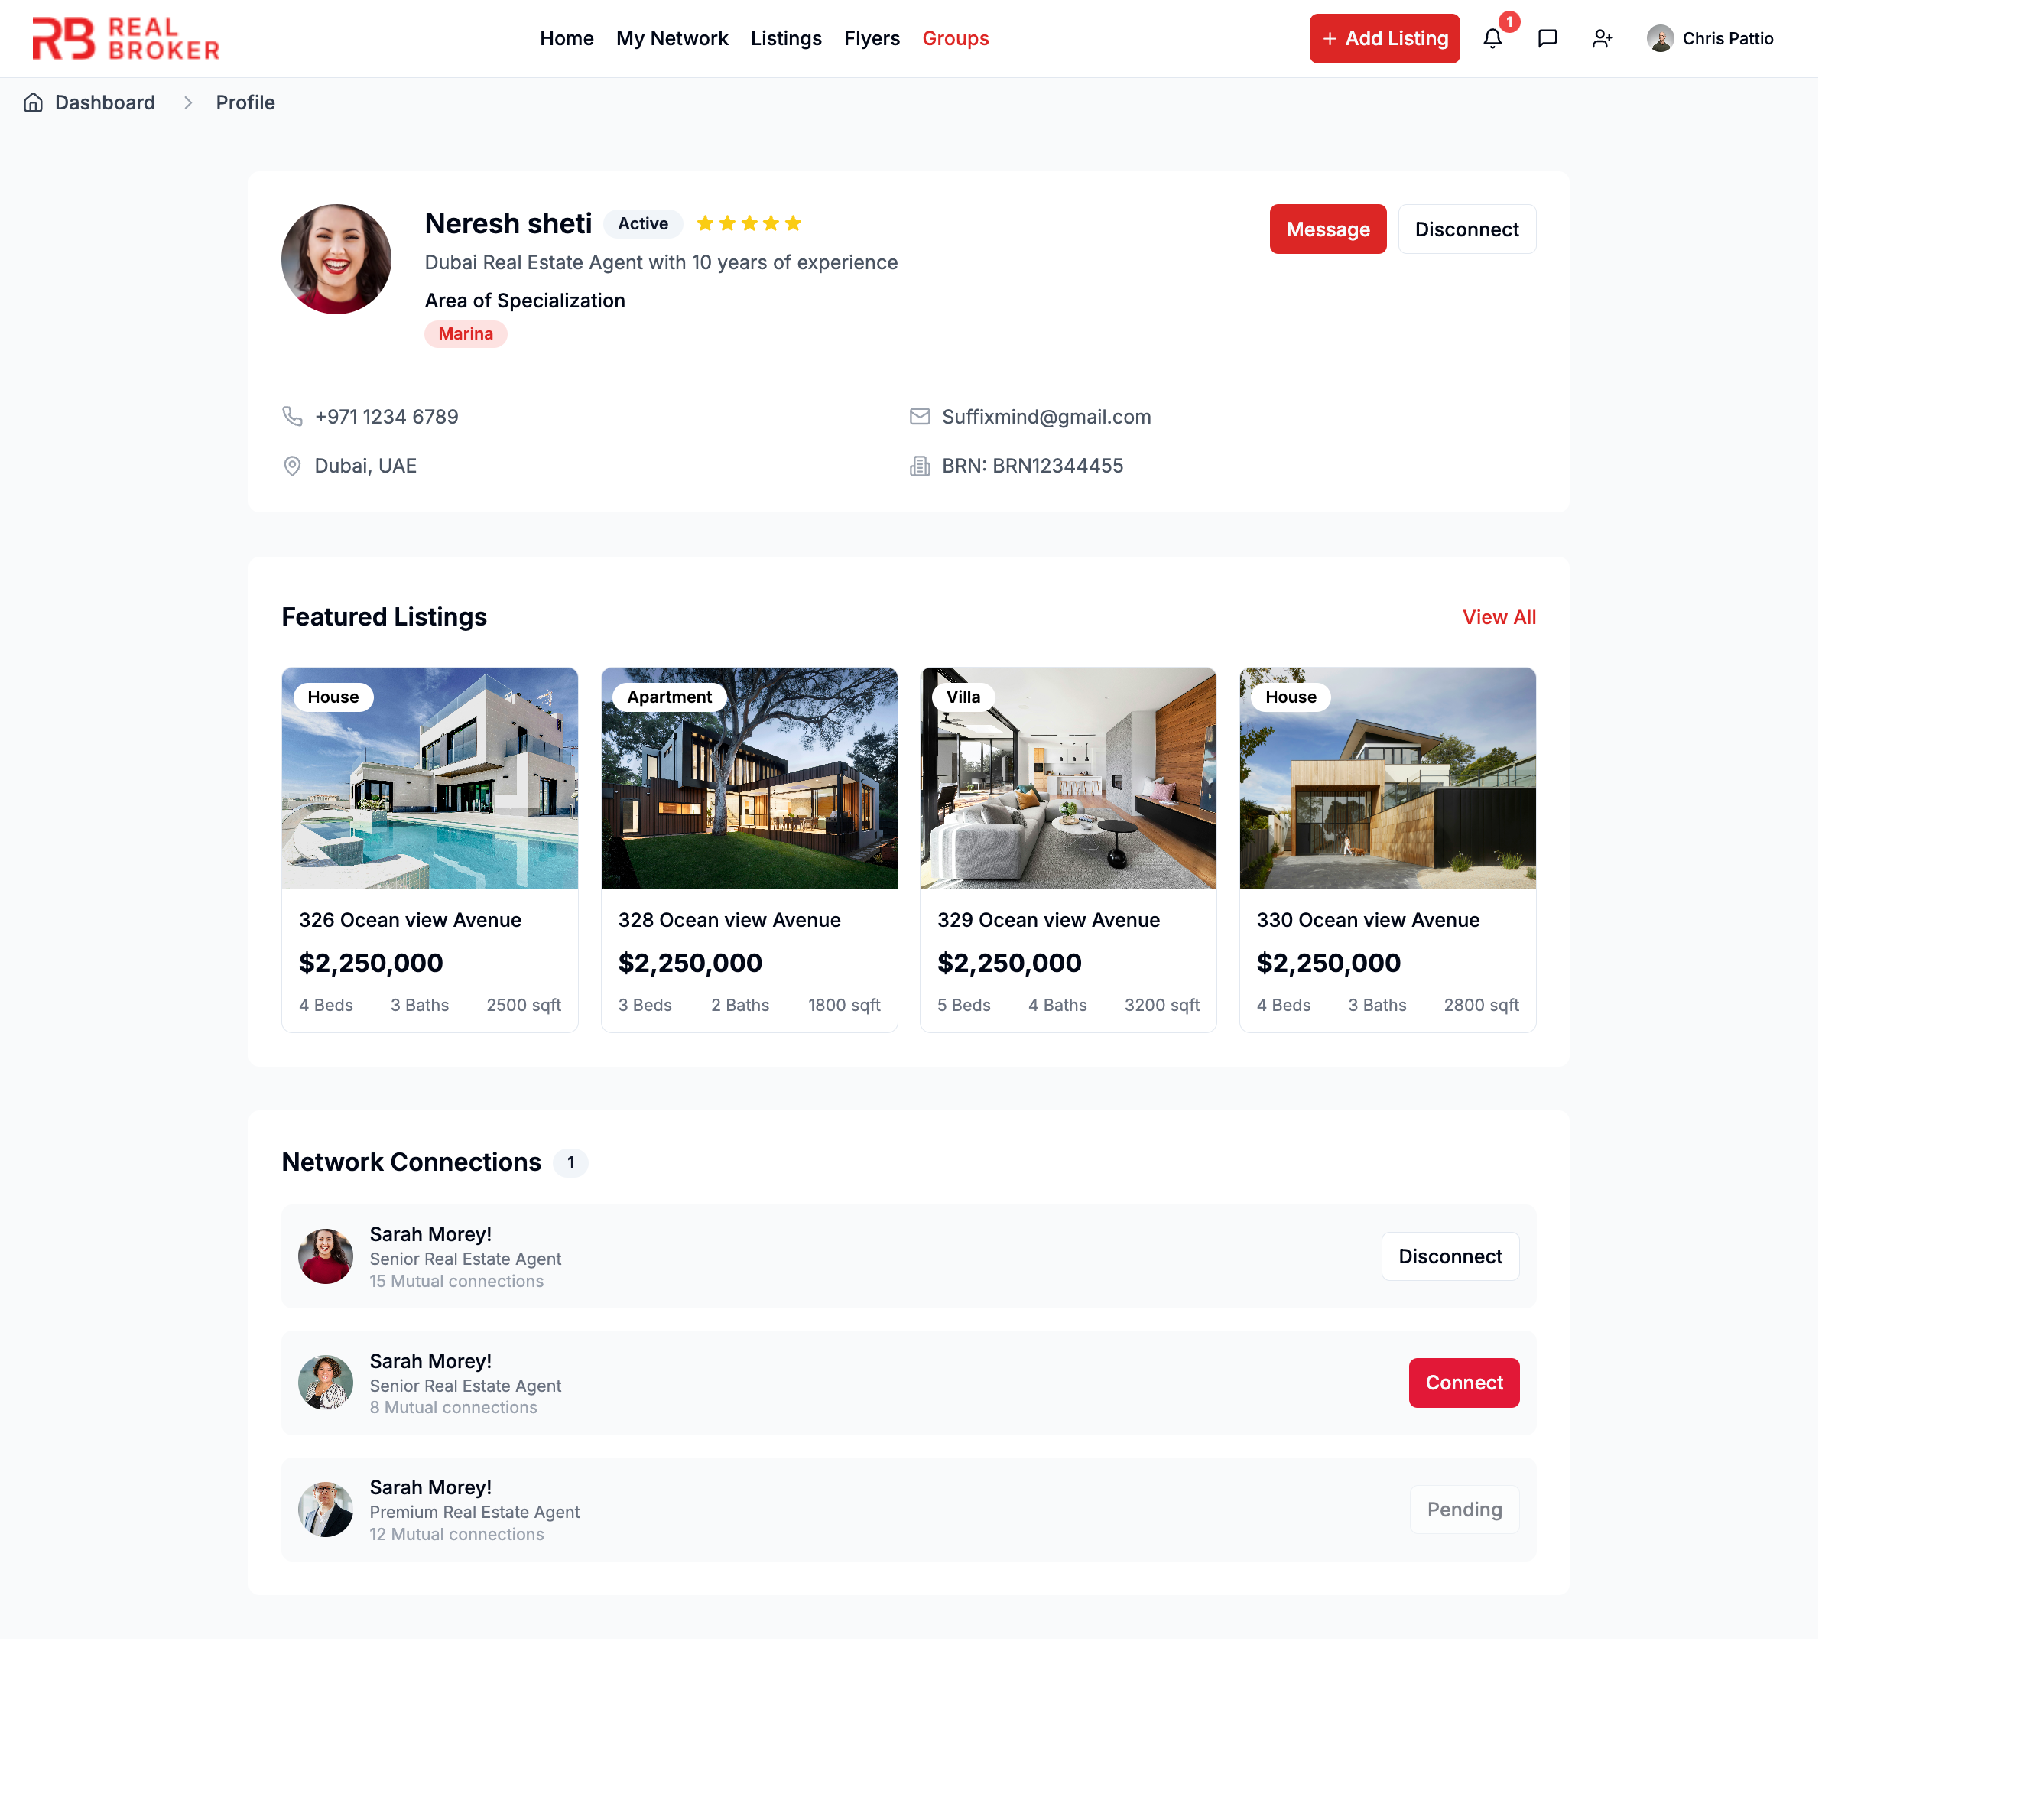 REAL BROKER
Home My Network Listings Flyers Groups
+ Add Listing
1
Chris Pattio
Dashboard > Profile
Neresh sheti Active
Dubai Real Estate Agent with 10 years of experience
Area of Specialization
Marina
Message Disconnect
+971 1234 6789
Suffixmind@gmail.com
Dubai, UAE
BRN: BRN12344455
Featured Listings
View All
House
326 Ocean view Avenue
$2,250,000
4 Beds 3 Baths 2500 sqft
Apartment
328 Ocean view Avenue
$2,250,000
3 Beds 2 Baths 1800 sqft
Villa
329 Ocean view Avenue
$2,250,000
5 Beds 4 Baths 3200 sqft
House
330 Ocean view Avenue
$2,250,000
4 Beds 3 Baths 2800 sqft
Network Connections 1
Sarah Morey!
Senior Real Estate Agent
15 Mutual connections
Disconnect
Sarah Morey!
Senior Real Estate Agent
8 Mutual connections
Connect
Sarah Morey!
Premium Real Estate Agent
12 Mutual connections
Pending